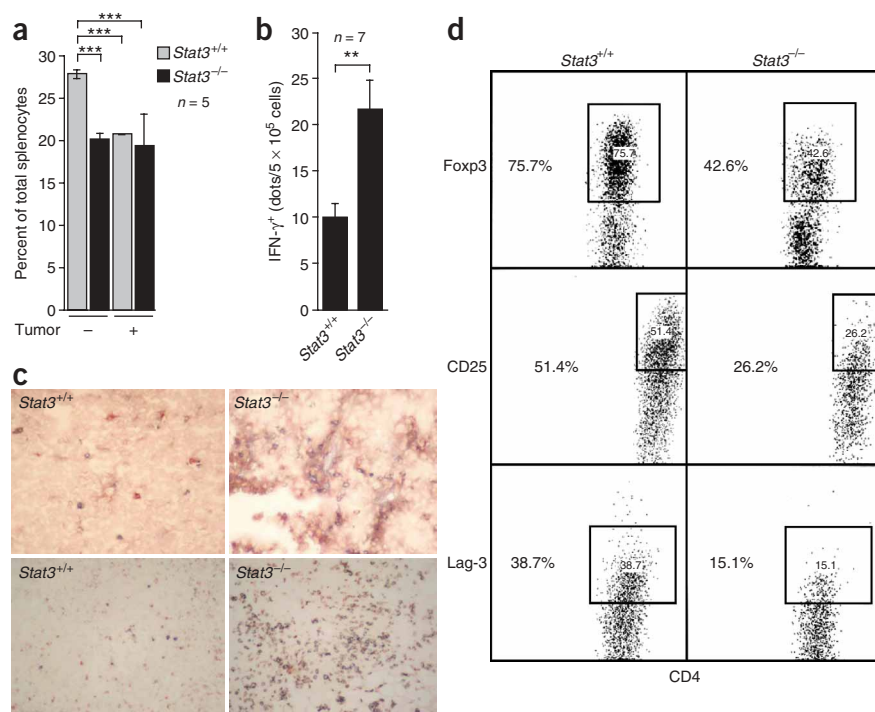 a
***
***
***
Stat3+/+
Stat3−/−
n = 5
Percent of total splenocytes
30
25
20
15
10
5
0
Tumor
−
+
b
n = 7
**
IFN-γ+ (dots/5 × 10⁵ cells)
30
25
20
15
10
5
0
Stat3+/+
Stat3−/−
c
Stat3+/+
Stat3−/−
Stat3+/+
Stat3−/−
d
Stat3+/+
Stat3−/−
Foxp3
75.7%
75.7
42.6%
42.6
CD25
51.4%
51.4
26.2%
26.2
Lag-3
38.7%
38.7
15.1%
15.1
CD4